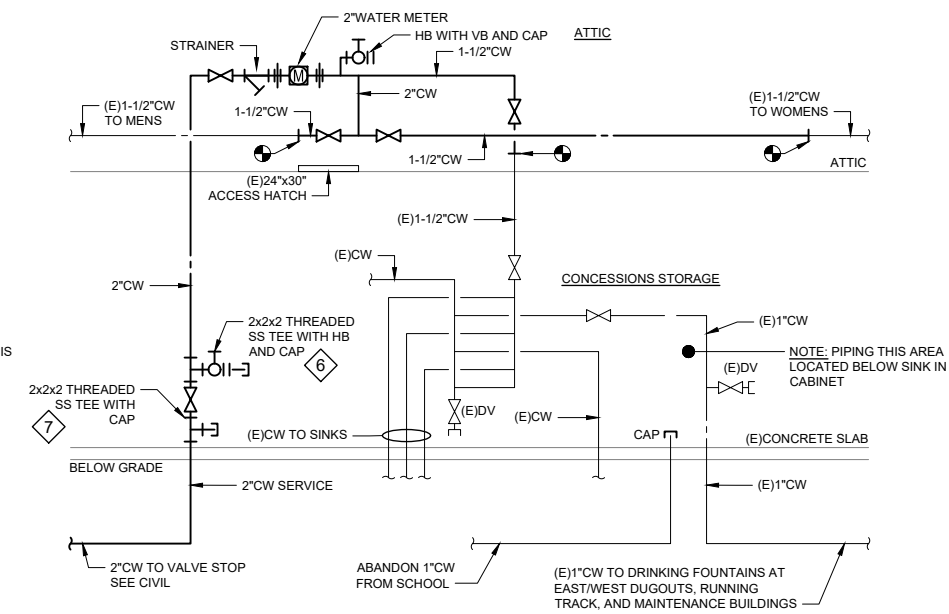 2"WATER METER
HB WITH VB AND CAP
ATTIC
STRAINER
1-1/2"CW
M
2"CW
(E)1-1/2"CW
TO MENS
1-1/2"CW
(E)1-1/2"CW
TO WOMENS
1-1/2"CW
ATTIC
(E)24"x30"
ACCESS HATCH
(E)1-1/2"CW
(E)CW
CONCESSIONS STORAGE
2"CW
2x2x2 THREADED
SS TEE WITH HB
AND CAP
6
(E)1"CW
IS
NOTE: PIPING THIS AREA
LOCATED BELOW SINK IN
CABINET
2x2x2 THREADED
SS TEE WITH
CAP
7
(E)DV
(E)DV
(E)CW
(E)CW TO SINKS
CAP
(E)CONCRETE SLAB
BELOW GRADE
2"CW SERVICE
(E)1"CW
2"CW TO VALVE STOP
SEE CIVIL
ABANDON 1"CW
FROM SCHOOL
(E)1"CW TO DRINKING FOUNTAINS AT
EAST/WEST DUGOUTS, RUNNING
TRACK, AND MAINTENANCE BUILDINGS